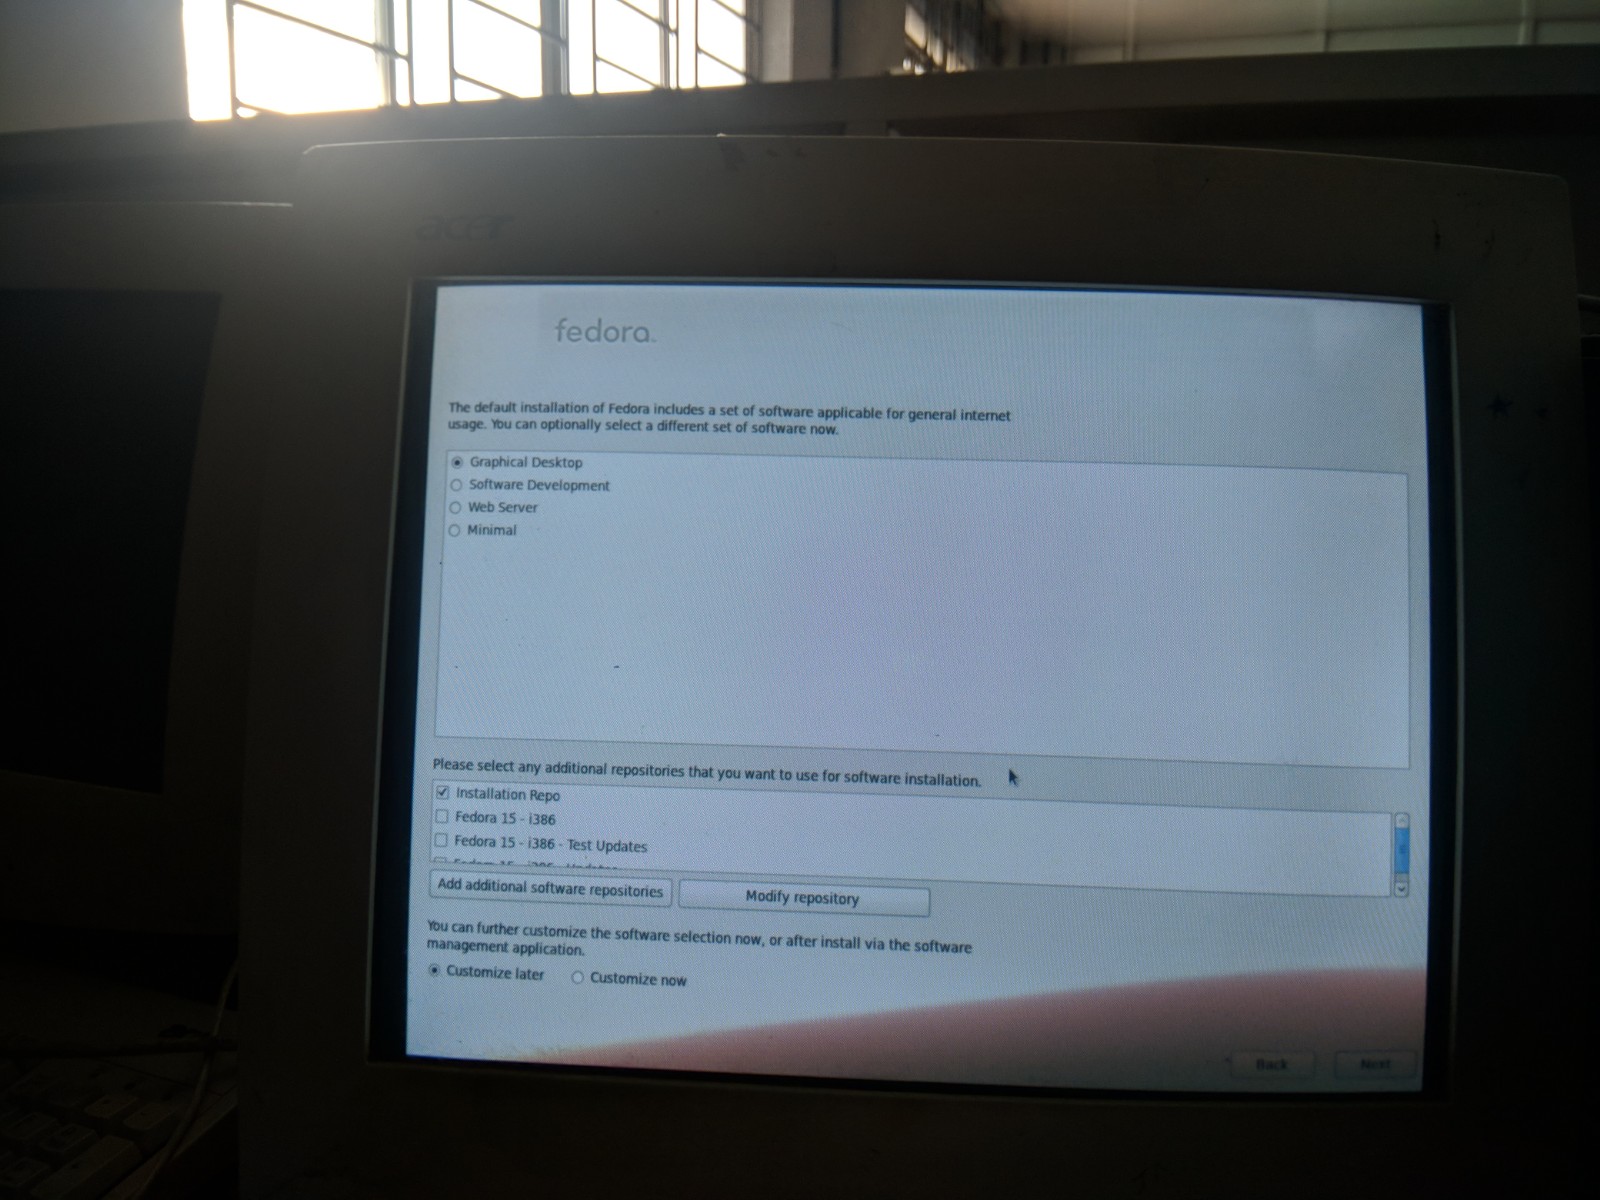 acer
fedora.
The default installation of Fedora includes a set of software applicable for general internet
usage. You can optionally select a different set of software now.
Graphical Desktop
Software Development
Web Server
Minimal
Please select any additional repositories that you want to use for software installation.
Installation Repo
Fedora 15 - i386
Fedora 15 - i386 - Test Updates
Fedora 15 - i386 - Updates
Add additional software repositories
Modify repository
You can further customize the software selection now, or after install via the software
management application.
Customize later
Customize now
Back
Next